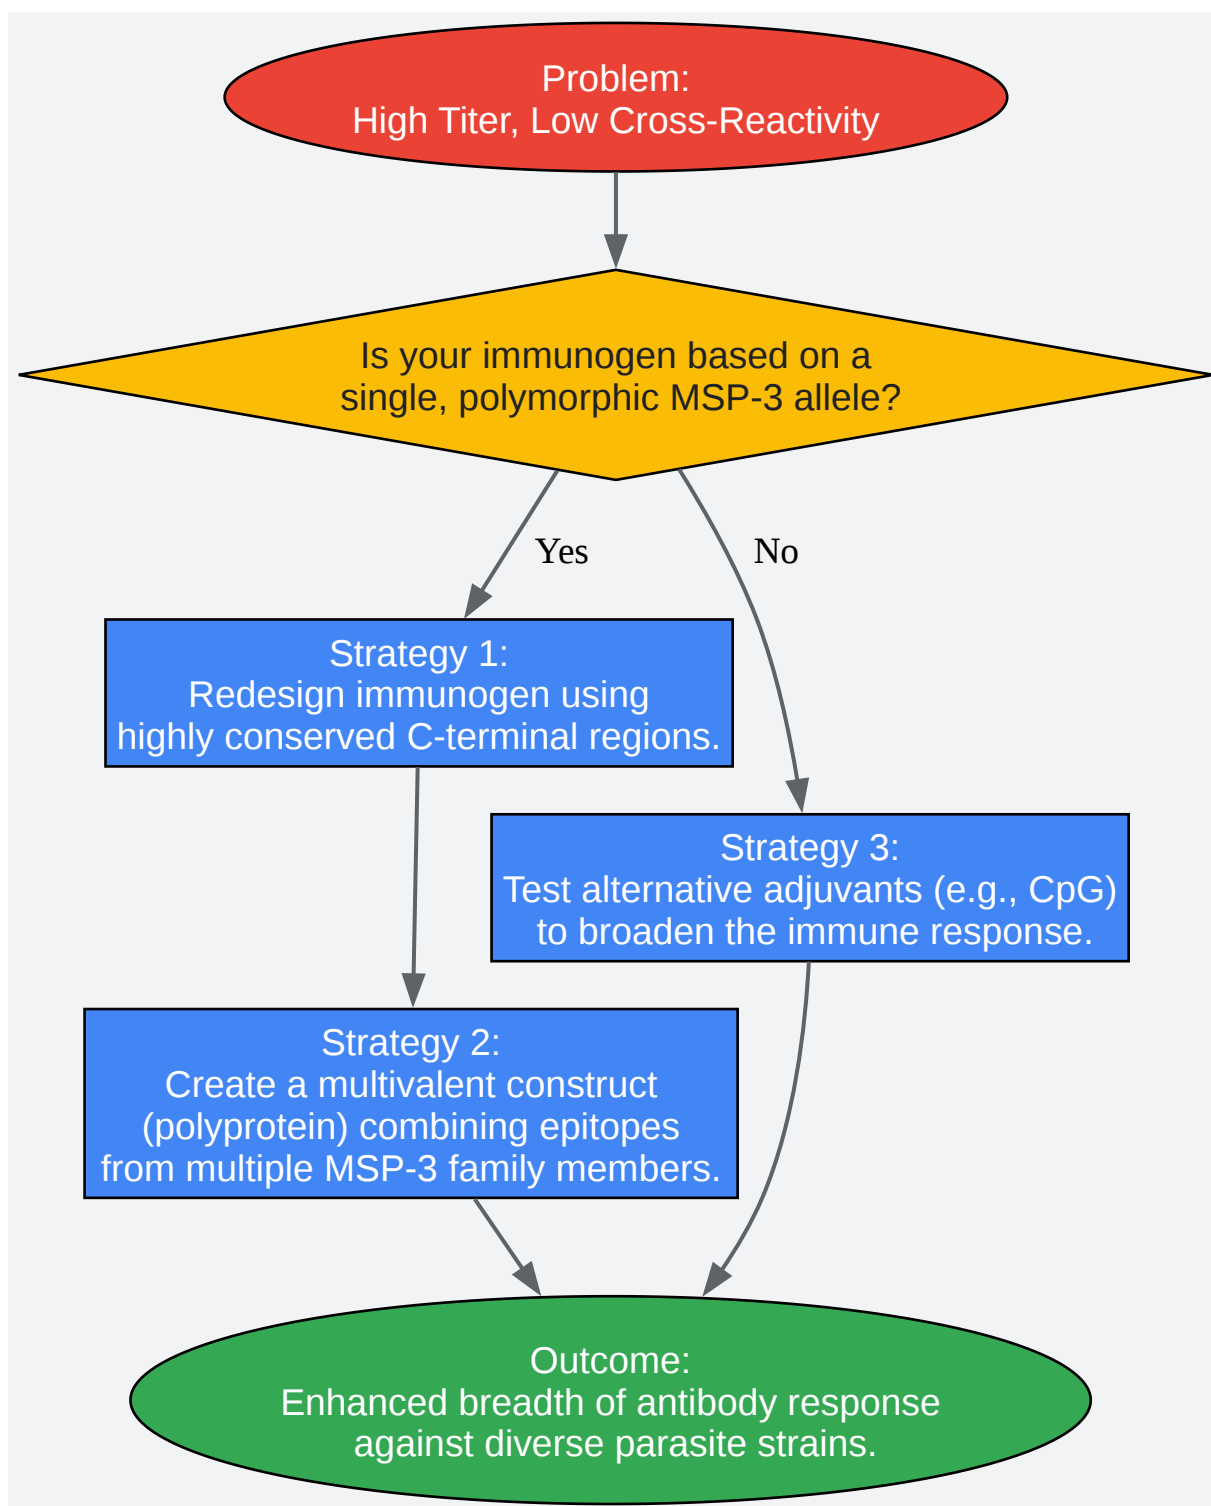 Problem:
High Titer, Low Cross-Reactivity
Is your immunogen based on a
single, polymorphic MSP-3 allele?
Yes
No
Strategy 1:
Redesign immunogen using
highly conserved C-terminal regions.
Strategy 3:
Test alternative adjuvants (e.g., CpG)
to broaden the immune response.
Strategy 2:
Create a multivalent construct
(polyprotein) combining epitopes
from multiple MSP-3 family members.
Outcome:
Enhanced breadth of antibody response
against diverse parasite strains.